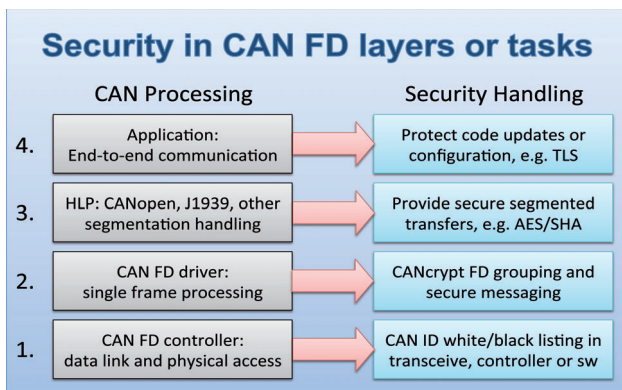 Security in CAN FD layers or tasks
CAN Processing
Security Handling
4.
Application:
End-to-end communication
Protect code updates or
configuration, e.g. TLS
3.
HLP: CANopen, J1939, other
segmentation handling
Provide secure segmented
transfers, e.g. AES/SHA
2.
CAN FD driver:
single frame processing
CANcrypt FD grouping and
secure messaging
1.
CAN FD controller:
data link and physical access
CAN ID white/black listing in
transceive, controller or sw